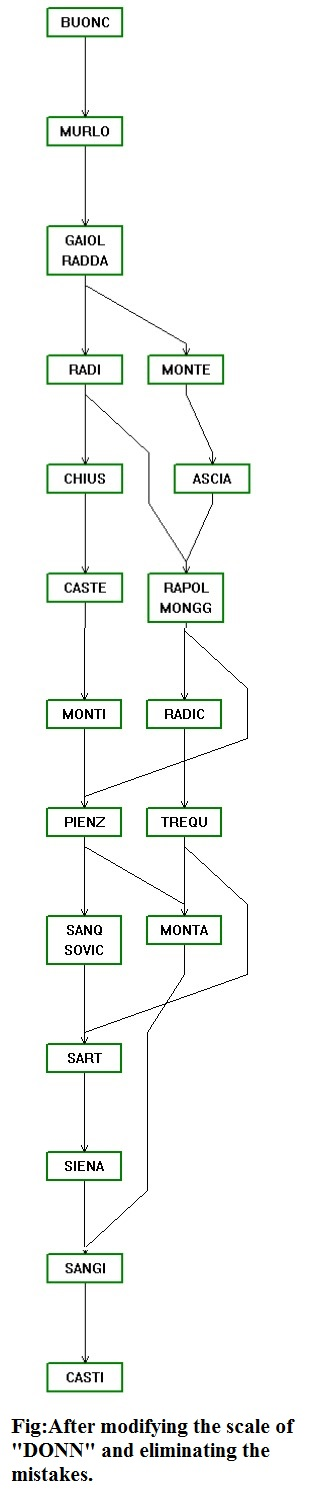 BUONC
MURLO
GAIOL
RADDA
RADI
MONTE
CHIUS
ASCIA
CASTE
RAPOL
MONGG
MONTI
RADIC
PIENZ
TREQU
SANQ
SOVIC
MONTA
SART
SIENA
SANGI
CASTI
Fig:After modifying the scale of
"DONN" and eliminating the
mistakes.